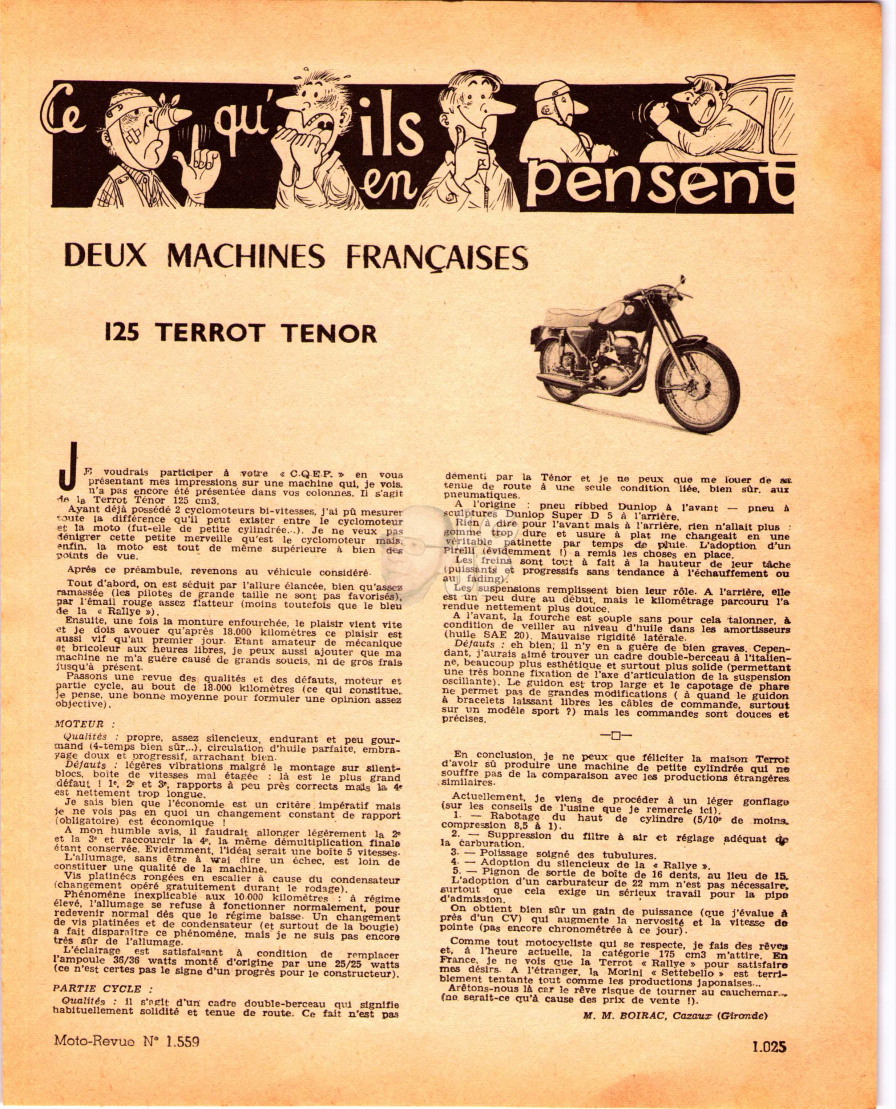 Ce qu'ils en pensent
DEUX MACHINES FRANÇAISES
125 TERROT TENOR
JE voudrais participer à votre « C.Q.E.P. » en vous
présentant mes impressions sur une machine qui, je vois,
n'a pas encore été présentée dans vos colonnes. Il s'agit
de la Terrot Ténor 125 cm3.
Ayant déjà possédé 2 cyclomoteurs bi-vitesses, j'ai pû mesurer
toute la différence qu'il peut exister entre le cyclomoteur
et la moto (fut-elle de petite cylindrée...). Je ne veux pas
dénigrer cette petite merveille qu'est le cyclomoteur mais,
enfin, la moto est tout de même supérieure à bien des
points de vue.
Après ce préambule, revenons au véhicule considéré.
Tout d'abord, on est séduit par l'allure élancée, bien qu'assez
ramassée (les pilotes de grande taille ne sont pas favorisés),
par l'émail rouge assez flatteur (moins toutefois que le bleu
de la « Rallye »).
Ensuite, une fois la monture enfourchée, le plaisir vient vite
et je dois avouer qu'après 18.000 kilomètres ce plaisir est
aussi vif qu'au premier jour. Etant amateur de mécanique
et bricoleur aux heures libres, je peux aussi ajouter que ma
machine ne m'a guère causé de grands soucis, ni de gros frais
jusqu'à présent.
Passons une revue des qualités et des défauts, moteur et
partie cycle, au bout de 18.000 kilomètres (ce qui constitue,
je pense, une bonne moyenne pour formuler un opinion assez
objective).
MOTEUR :
Qualités : propre, assez silencieux, endurant et peu gour-
mand (4-temps bien sûr...), circulation d'huile parfaite, embra-
yage doux et progressif, arrachant bien.
Défauts : légères vibrations malgré le montage sur silent-
blocs, boîte de vitesses mal étagée : là est le plus grand
défaut ! 1e, 2e et 3e, rapports à peu près corrects mais la 4e
est nettement trop longue.
Je sais bien que l'économie est un critère impératif mais
je ne vois pas en quoi un changement constant de rapport
(obligatoire) est économique !
A mon humble avis, il faudrait allonger légèrement la 2e
et la 3e et raccourcir la 4e, la même démultiplication finale
étant conservée. Evidemment, l'idéal serait une boîte 5 vitesses.
L'allumage, sans être à vrai dire un échec, est loin de
constituer une qualité de la machine.
Vis platinées rongées en escalier à cause du condensateur
(changement opéré gratuitement durant le rodage).
Phénomène inexplicable aux 10.000 kilomètres : à régime
élevé, l'allumage se refuse à fonctionner normalement, pour
redevenir normal dès que le régime baisse. Un changement
de vis platinées et de condensateur (et surtout de la bougie)
a fait disparaître ce phénomène, mais je ne suis pas encore
très sûr de l'allumage.
L'éclairage est satisfaisant à condition de remplacer
l'ampoule 36/36 watts monté d'origine par une 25/25 watts
(ce n'est certes pas le signe d'un progrès pour le constructeur).
PARTIE CYCLE :
Qualités : il s'agit d'un cadre double-berceau qui signifie
habituellement solidité et tenue de route. Ce fait n'est pas
démenti par la Ténor et je ne peux que me louer de sa
tenue de route à une seule condition liée, bien sûr, aux
pneumatiques.
A l'origine : pneu ribbed Dunlop à l'avant — pneu à
sculptures Dunlop Super D 5 à l'arrière.
Rien à dire pour l'avant mais à l'arrière, rien n'allait plus :
gomme trop dure et usure à plat me changeait en une
véritable patinette par temps de pluie. L'adoption d'un
Pirelli (évidemment !) a remis les choses en place.
Les freins sont tout à fait à la hauteur de leur tâche
(puissants et progressifs sans tendance à l'échauffement ou
au fading).
Les suspensions remplissent bien leur rôle. A l'arrière, elle
est un peu dure au début, mais le kilométrage parcouru l'a
rendue nettement plus douce.
A l'avant, la fourche est souple sans pour cela talonner, à
condition de veiller au niveau d'huile dans les amortisseurs
(huile SAE 20). Mauvaise rigidité latérale.
Défauts : eh bien; il n'y en a guère de bien graves. Cepen-
dant, j'aurais aimé trouver un cadre double-berceau à l'italien-
ne, beaucoup plus esthétique et surtout plus solide (permettant
une très bonne fixation de l'axe d'articulation de la suspension
oscillante). Le guidon est trop large et le capotage de phare
ne permet pas de grandes modifications ( à quand le guidon
à bracelets laissant libres les câbles de commande, surtout
sur un modèle sport ?) mais les commandes sont douces et
précises.
—□—
En conclusion, je ne peux que féliciter la maison Terrot
d'avoir sû produire une machine de petite cylindrée qui ne
souffre pas de la comparaison avec les productions étrangères
similaires.
Actuellement, je viens de procéder à un léger gonflage
(sur les conseils de l'usine que je remercie ici).
1. — Rabotage du haut de cylindre (5/10e de moins,
compression 8,5 à 1).
2. — Suppression du filtre à air et réglage adéquat de
la carburation.
3. — Polissage soigné des tubulures.
4. — Adoption du silencieux de la « Rallye ».
5. — Pignon de sortie de boîte de 16 dents, au lieu de 15.
L'adoption d'un carburateur de 22 mm n'est pas nécessaire,
surtout que cela exige un sérieux travail pour la pipe
d'admission.
On obtient bien sûr un gain de puissance (que j'évalue à
près d'un CV) qui augmente la nervosité et la vitesse de
pointe (pas encore chronométrée à ce jour).
Comme tout motocycliste qui se respecte, je fais des rêves
et, à l'heure actuelle, la catégorie 175 cm3 m'attire. En
France, je ne vois que la Terrot « Rallye » pour satisfaire
mes désirs. A l'étranger, la Morini « Settebello » est terri-
blement tentante tout comme les productions japonaises...
Arrêtons-nous là car le rêve risque de tourner au cauchemar...
(ne serait-ce qu'à cause des prix de vente !).
M. M. BOIRAC, Cazaux (Gironde)
Moto-Revue N° 1.559
1.025